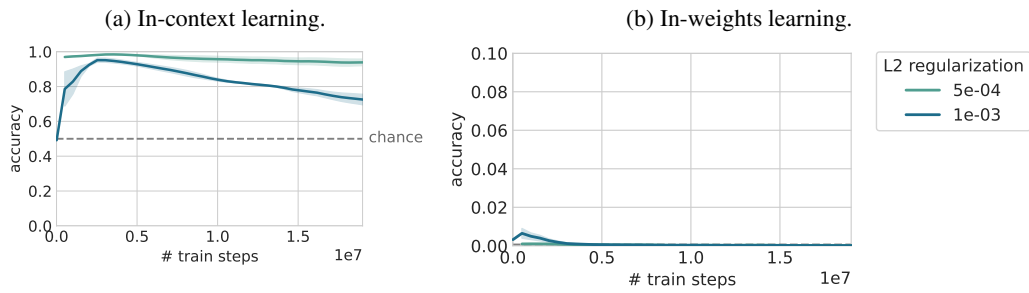 (a) In-context learning.
1.0
0.8
0.6
0.4
0.2
0.0
accuracy
chance
0.0 0.5 1.0 1.5
# train steps
1e7
(b) In-weights learning.
0.10
0.08
0.06
0.04
0.02
0.00
accuracy
0.0 0.5 1.0 1.5
# train steps
1e7
L2 regularization
5e-04
1e-03